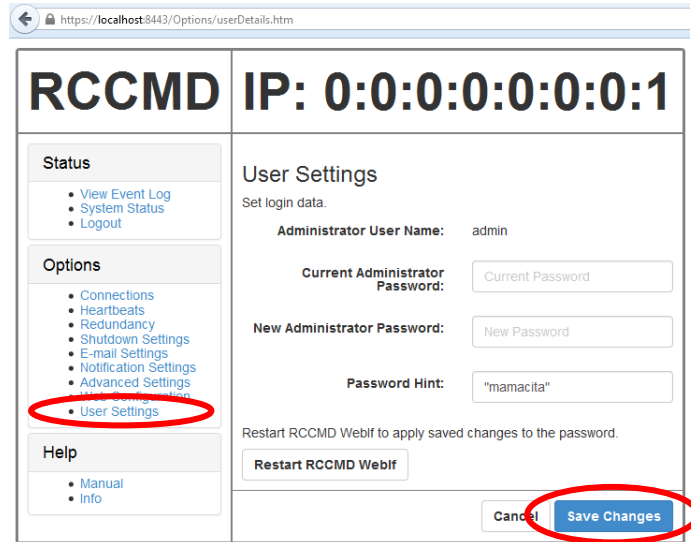 https://localhost:8443/Options/userDetails.htm
RCCMD
IP: 0:0:0:0:0:0:0:1
Status
View Event Log
System Status
Logout
Options
Connections
Heartbeats
Redundancy
Shutdown Settings
E-mail Settings
Notification Settings
Advanced Settings
Web Configuration
User Settings
Help
Manual
Info
User Settings
Set login data.
Administrator User Name: admin
Current Administrator
Password:
Current Password
New Administrator Password: New Password
Password Hint: "mamacita"
Restart RCCMD WebIf to apply saved changes to the password.
Restart RCCMD WebIf
Cancel Save Changes